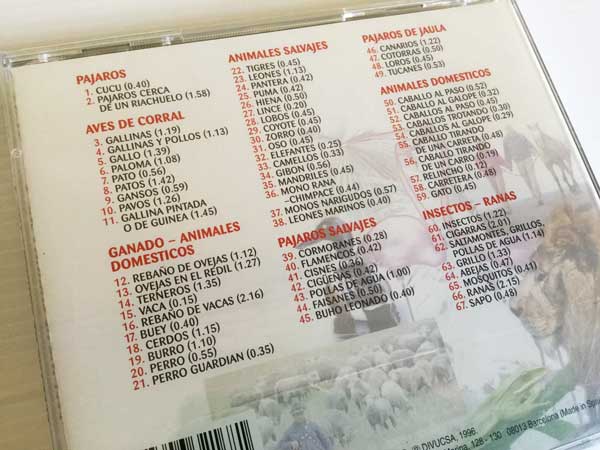 PAJAROS
1. CUCU (0.40)
2. PAJAROS CERCA
DE UN RIACHUELO (1.58)
AVES DE CORRAL
3. GALLINAS (1.19)
4. GALLINAS Y POLLOS (1.13)
5. GALLO (1.39)
6. PALOMA (1.08)
7. PATO (0.56)
8. PATOS (1.42)
9. GANSOS (0.59)
10. PAVOS (1.26)
11. GALLINA PINTADA
O DE GUINEA (1.45)
GANADO – ANIMALES
DOMESTICOS
12. REBAÑO DE OVEJAS (1.12)
13. OVEJAS EN EL REDIL (1.27)
14. TERNEROS (1.35)
15. VACA (0.15)
16. REBAÑO DE VACAS (2.16)
17. BUEY (0.40)
18. CERDOS (1.15)
19. BURRO (1.10)
20. PERRO (0.55)
21. PERRO GUARDIAN (0.35)
ANIMALES SALVAJES
22. TIGRES (0.45)
23. LEONES (1.13)
24. PANTERA (0.42)
25. PUMA (0.42)
26. HIENA (0.50)
27. LINCE (0.20)
28. LOBOS (0.45)
29. COYOTE (0.45)
30. ZORRO (0.40)
31. OSO (0.45)
32. ELEFANTES (0.25)
33. CAMELLOS (0.33)
34. GIBON (0.56)
35. MANDRILES (0.45)
36. MONO RANA
–CHIMPACE (0.44)
37. MONOS NARIGUDOS (0.57)
38. LEONES MARINOS (0.40)
PAJAROS SALVAJES
39. CORMORANES (0.28)
40. FLAMENCOS (0.42)
41. CISNES (0.36)
42. CIGÜEÑAS (0.42)
43. POLLAS DE AGUA (1.00)
44. FAISANES (0.50)
45. BUHO LEONADO (0.40)
PAJAROS DE JAULA
46. CANARIOS (1.22)
47. COTORRAS (0.50)
48. LOROS (0.45)
49. TUCANES (0.53)
ANIMALES DOMESTICOS
50. CABALLO AL PASO (0.52)
51. CABALLO AL GALOPE (0.32)
52. CABALLOS AL PASO (0.45)
53. CABALLOS TROTANDO (0.30)
54. CABALLOS AL GALOPE (0.29)
55. CABALLO TIRANDO
DE UNA CARRETA (0.48)
56. CABALLO TIRANDO
DE UN CARRO (0.19)
57. RELINCHO (0.12)
58. CARRETERA (0.48)
59. GATO (0.45)
INSECTOS – RANAS
60. INSECTOS (1.22)
61. CIGARRAS (2.01)
62. SALTAMONTES, GRILLOS,
POLLAS DE AGUA (1.14)
63. GRILLO (1.33)
64. ABEJAS (0.47)
65. MOSQUITOS (0.41)
66. RANAS (2.15)
67. SAPO (0.48)
℗ DIVUCSA, 1996.
128 - 130 08013 Barcelona (Made in